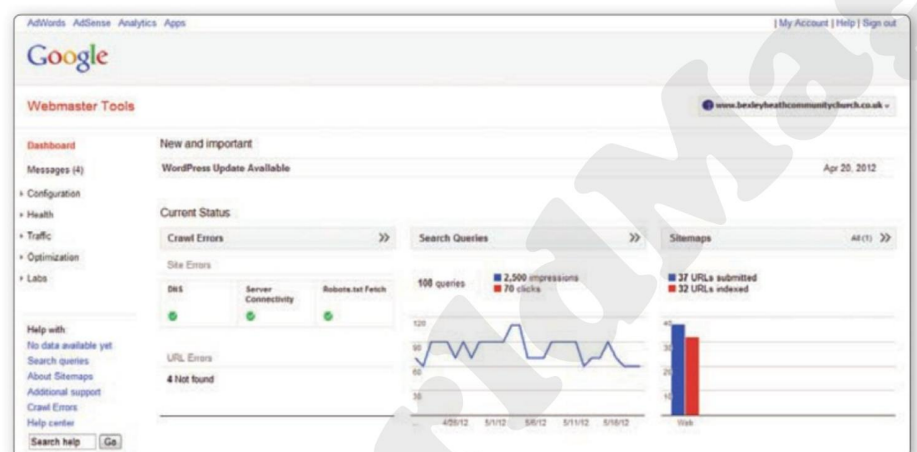 AdWords AdSense Analytics Apps
| My Account | Help | Sign out
Google
Webmaster Tools
www.bexleyheathcommunitychurch.co.uk
Dashboard
Messages (4)
Configuration
Health
Traffic
Optimization
Labs
Help with:
No data available yet
Search queries
About Sitemaps
Additional support
Crawl Errors
Help center
Search help Go
New and important
WordPress Update Available Apr 20, 2012
Current Status
Crawl Errors
Site Errors
DNS Server Connectivity Robots.txt Fetch
URL Errors
4 Not found
Search Queries
108 queries
2,500 impressions
70 clicks
120
90
60
30
4/26/12 5/1/12 5/6/12 5/11/12 5/16/12
Sitemaps All (1)
37 URLs submitted
32 URLs indexed
40
30
20
10
Web